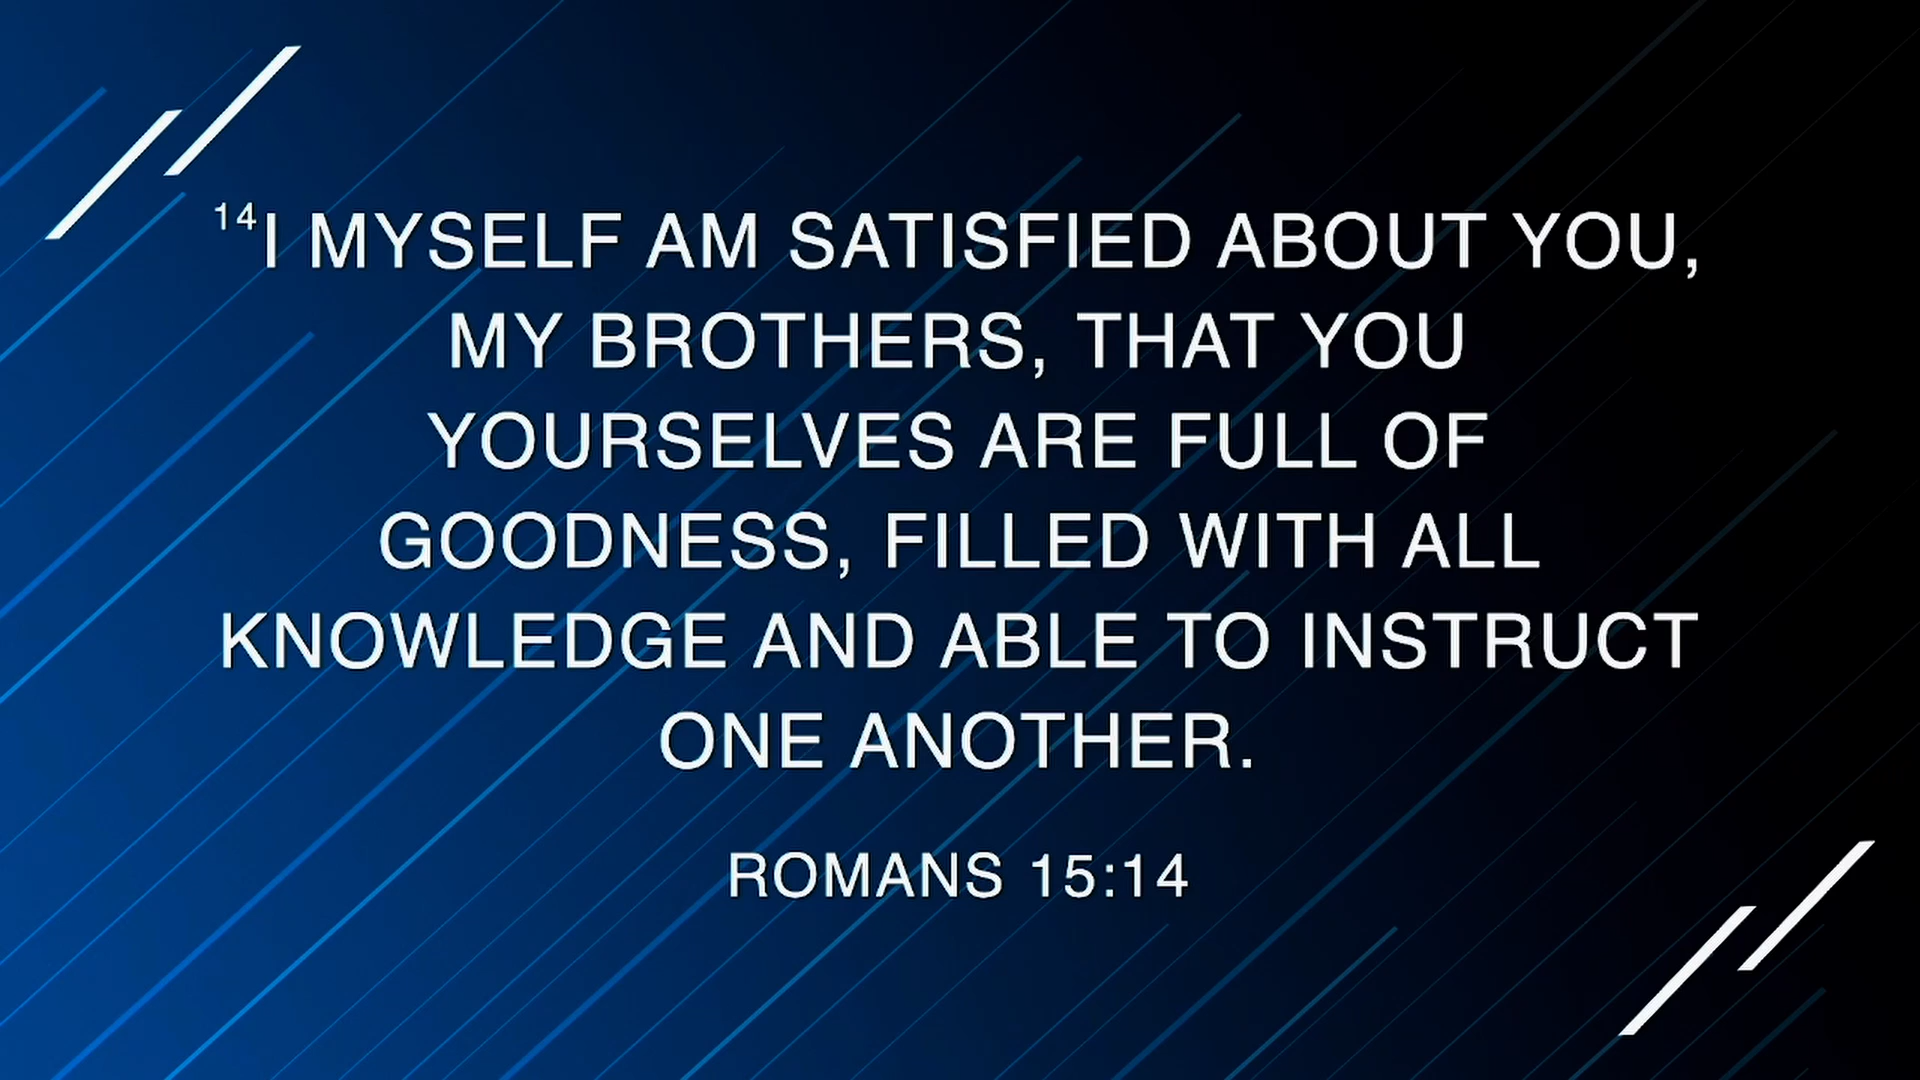 ¹⁴I MYSELF AM SATISFIED ABOUT YOU,
MY BROTHERS, THAT YOU
YOURSELVES ARE FULL OF
GOODNESS, FILLED WITH ALL
KNOWLEDGE AND ABLE TO INSTRUCT
ONE ANOTHER.
ROMANS 15:14